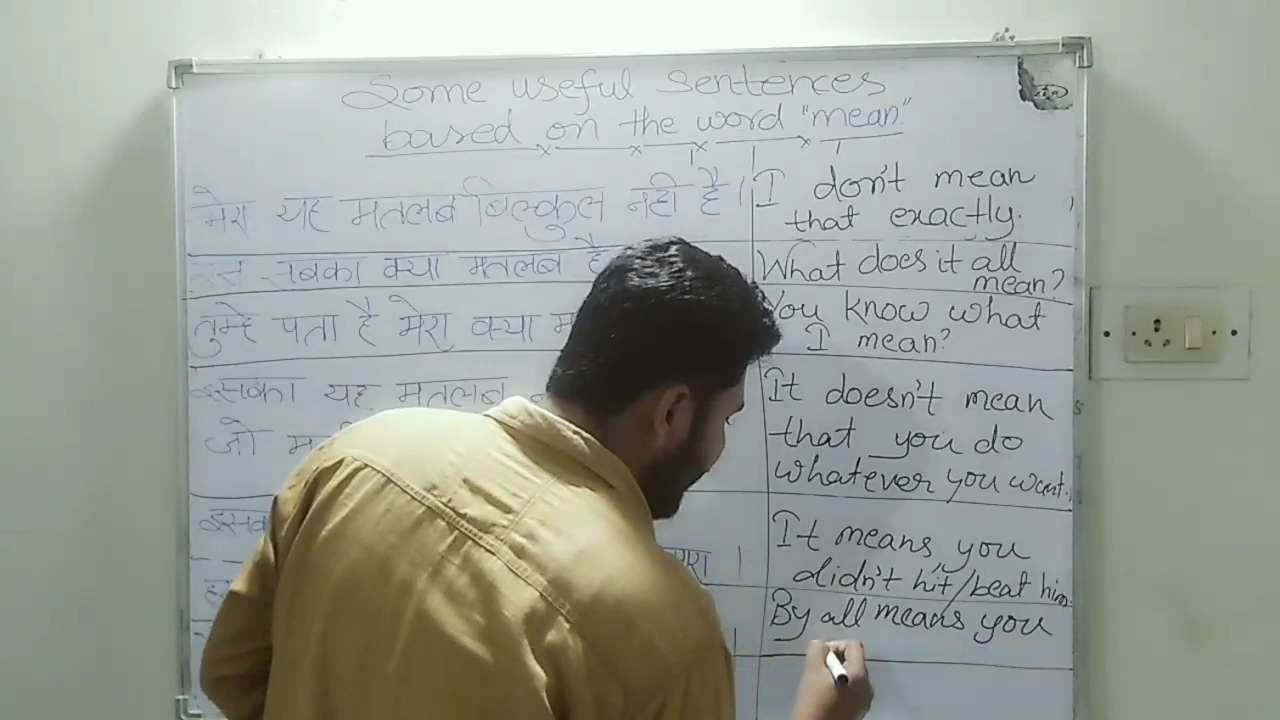 Some useful sentences
based on the word "mean"
मेरा यह मतलब बिल्कुल नही है।
I don't mean
that exactly.
सबका क्या मतलब है
What does it all
mean?
तुम्हे पता है मेरा क्या
You know what
I mean?
इसका यह मतलब
जो
It doesn't mean
that you do
whatever you want.
It means you
didn't hit/beat him.
By all means you